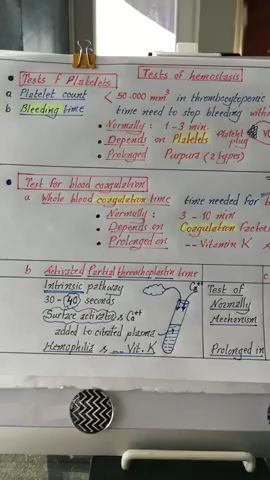 Tests of hemostasis
Tests f Platelets
a Platelet count < 50.000 mm³ in thrombocytopenic
b Bleeding time time need to stop bleeding witho
Normally : 1 - 3 min.
Depends on Platelets Platelet plug
Prolonged Purpura (2 types)
Test for blood coagulation
a Whole blood coagulation time time needed for
Normally : 3 - 10 min
Depends on Coagulation Factor
Prolonged on -- Vitamin K
b Activated Partial thromboplastin time
Intrinsic pathway
30 - 40 seconds
Surface activator & Ca++
added to citrated plasma
Hemophilia & -- Vit. K
Ca++
Test of
Normally
Mechanism
Prolonged in